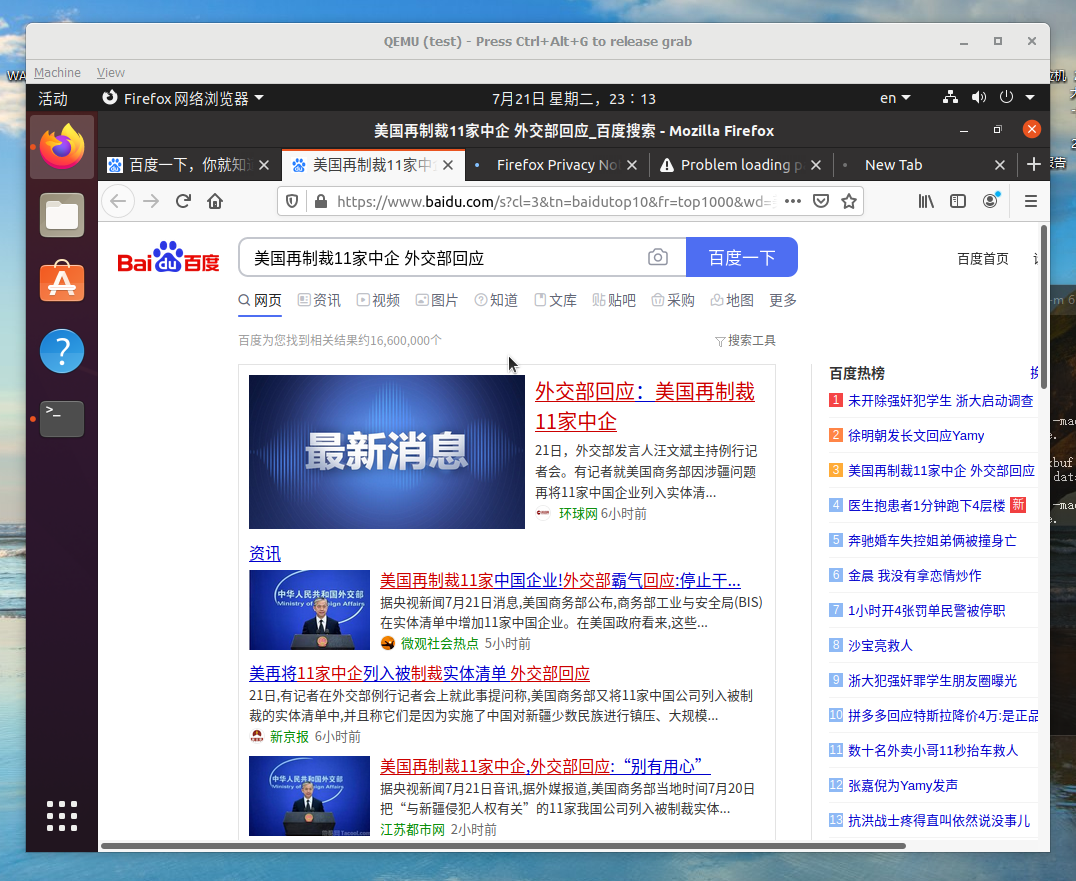 QEMU (test) - Press Ctrl+Alt+G to release grab
Machine View
活动 Firefox 网络浏览器 7月21日 星期二，23：13 en
美国再制裁11家中企 外交部回应_百度搜索 - Mozilla Firefox
百度一下，你就知 美国再制裁11家中 Firefox Privacy No Problem loading p New Tab
https://www.baidu.com/s?cl=3&tn=baidutop10&fr=top1000&wd=
Bai du 百度 美国再制裁11家中企 外交部回应 百度一下 百度首页
网页 资讯 视频 图片 知道 文库 贴吧 采购 地图 更多
百度为您找到相关结果约16,600,000个 搜索工具
最新消息
外交部回应：美国再制裁
11家中企
21日，外交部发言人汪文斌主持例行记
者会。有记者就美国商务部因涉疆问题
再将11家中国企业列入实体清...
环球网 6小时前
资讯
中华人民共和国外交部
Ministry of Foreign Affairs
美国再制裁11家中国企业!外交部霸气回应:停止干...
据央视新闻7月21日消息,美国商务部公布,商务部工业与安全局(BIS)
在实体清单中增加11家中国企业。在美国政府看来,这些...
微观社会热点 5小时前
美再将11家中企列入被制裁实体清单 外交部回应
21日,有记者在外交部例行记者会上就此事提问称,美国商务部又将11家中国公司列入被制
裁的实体清单中,并且称它们是因为实施了中国对新疆少数民族进行镇压、大规模...
新京报 6小时前
中华人民共和国外交部
Ministry of Foreign Affairs
美国再制裁11家中企,外交部回应:“别有用心”
据央视新闻7月21日音讯,据外媒报道,美国商务部当地时间7月20日
把“与新疆侵犯人权有关”的11家我国公司列入被制裁实体...
江苏都市网 2小时前
百度热榜 换
1 未开除强奸犯学生 浙大启动调查
2 徐明朝发长文回应Yamy
3 美国再制裁11家中企 外交部回应
4 医生抱患者1分钟跑下4层楼 新
5 奔驰婚车失控姐弟俩被撞身亡
6 金晨 我没有拿恋情炒作
7 1小时开4张罚单民警被停职
8 沙宝亮救人
9 浙大犯强奸罪学生朋友圈曝光
10 拼多多回应特斯拉降价4万:是正品
11 数十名外卖小哥11秒抬车救人
12 张嘉倪为Yamy发声
13 抗洪战士疼得直叫依然说没事儿